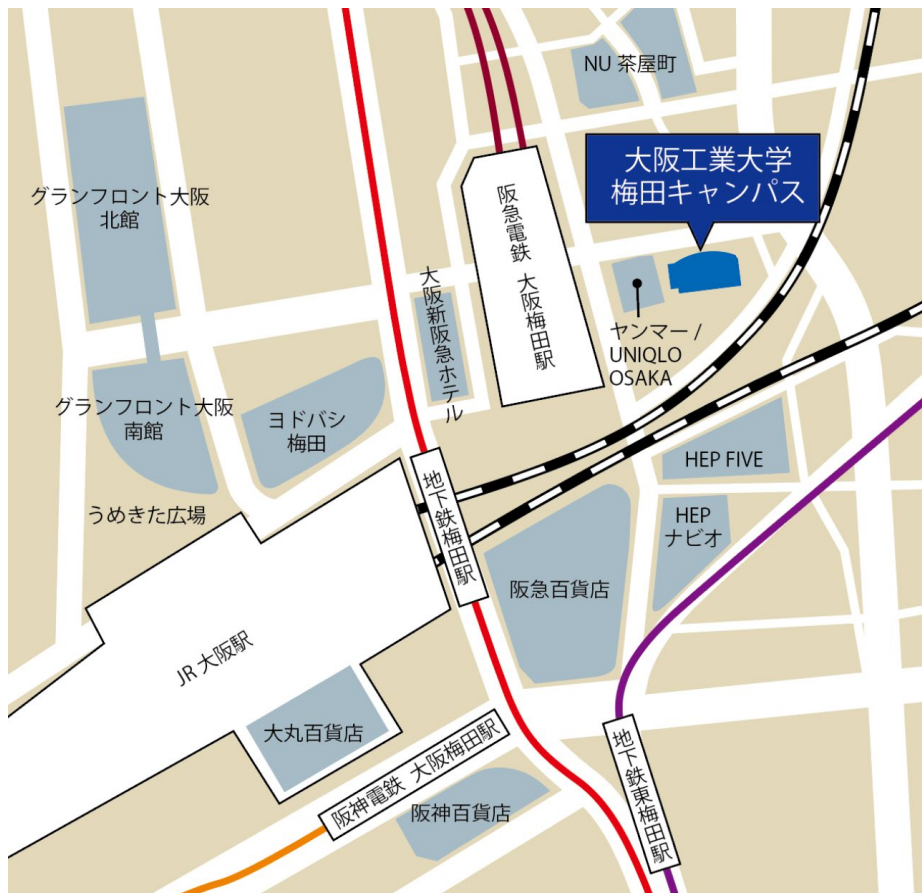 NU 茶屋町
大阪工業大学
梅田キャンパス
グランフロント大阪
北館
阪急電鉄 大阪梅田駅
大阪新阪急ホテル
ヤンマー /
UNIQLO
OSAKA
グランフロント大阪
南館
ヨドバシ
梅田
HEP FIVE
うめきた広場
地下鉄梅田駅
HEP
ナビオ
阪急百貨店
JR 大阪駅
大丸百貨店
阪神電鉄 大阪梅田駅
地下鉄東梅田駅
阪神百貨店